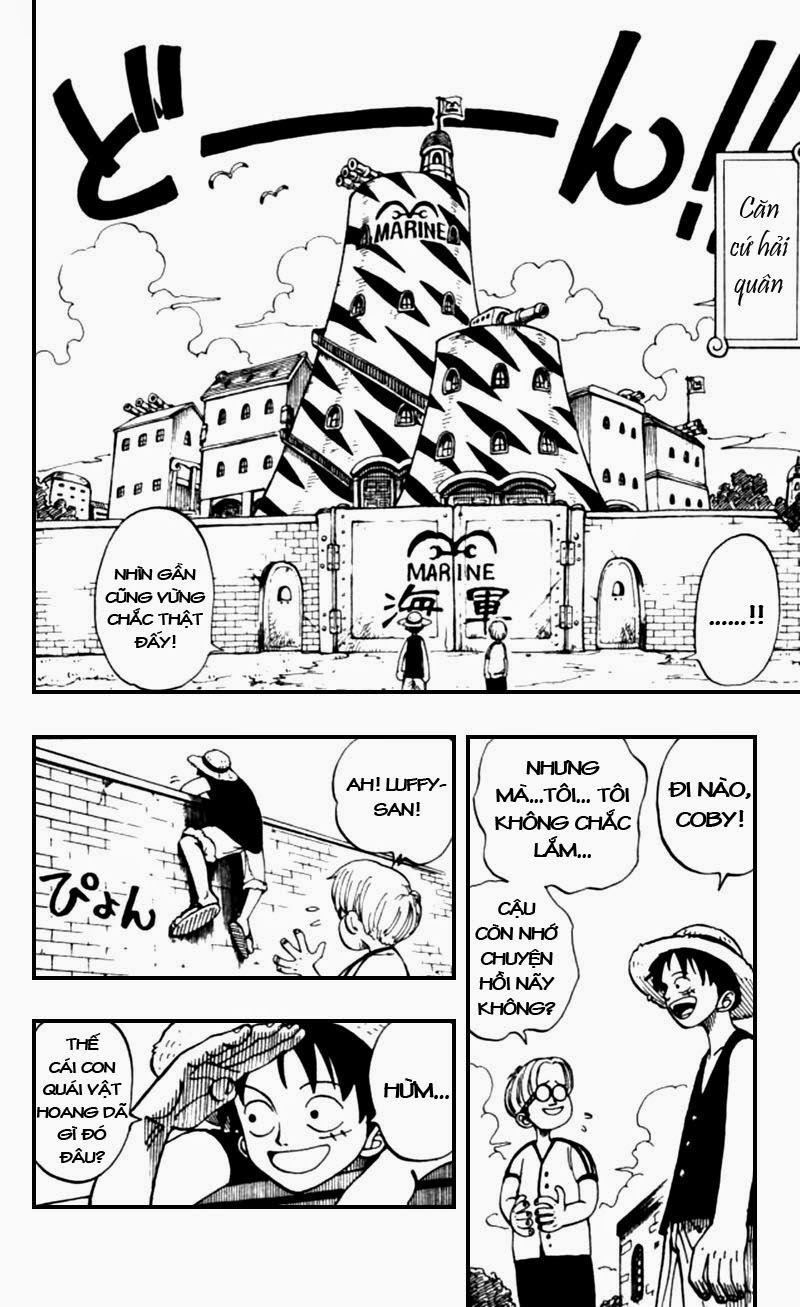 どーん!!
Căn
cứ hải
quân
MARINE
......!!
MARINE
海軍
NHÌN GẦN
CŨNG VỮNG
CHẮC THẬT
ĐẤY!
ĐI NÀO,
COBY!
NHƯNG
MÀ...TÔI... TÔI
KHÔNG CHẮC
LẮM...
CẬU
CÒN NHỚ
CHUYỆN
HỒI NÃY
KHÔNG?
AH! LUFFY-
SAN!
ぴょん
HỪM...
THẾ
CÁI CON
QUÁI VẬT
HOANG DÃ
GÌ ĐÓ
ĐÂU?